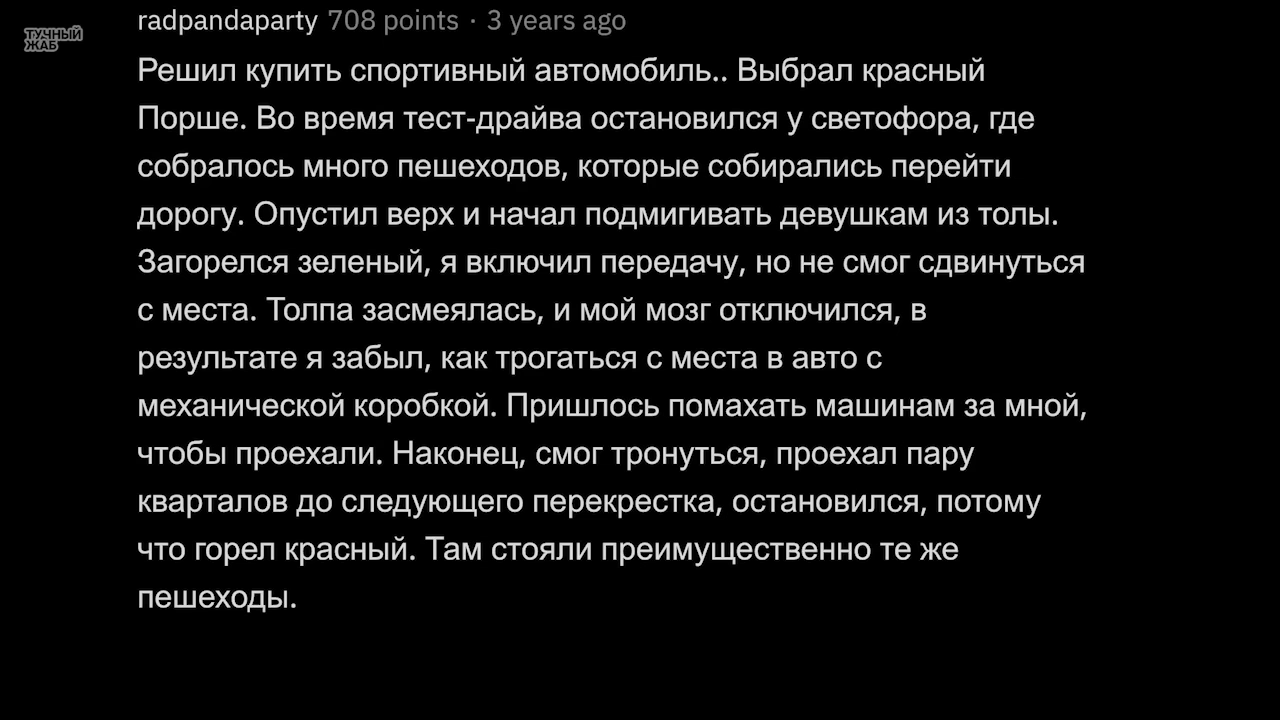 ТУЧНЫЙ
ЖАБ
radpandaparty 708 points · 3 years ago
Решил купить спортивный автомобиль.. Выбрал красный
Порше. Во время тест-драйва остановился у светофора, где
собралось много пешеходов, которые собирались перейти
дорогу. Опустил верх и начал подмигивать девушкам из толы.
Загорелся зеленый, я включил передачу, но не смог сдвинуться
с места. Толпа засмеялась, и мой мозг отключился, в
результате я забыл, как трогаться с места в авто с
механической коробкой. Пришлось помахать машинам за мной,
чтобы проехали. Наконец, смог тронуться, проехал пару
кварталов до следующего перекрестка, остановился, потому
что горел красный. Там стояли преимущественно те же
пешеходы.